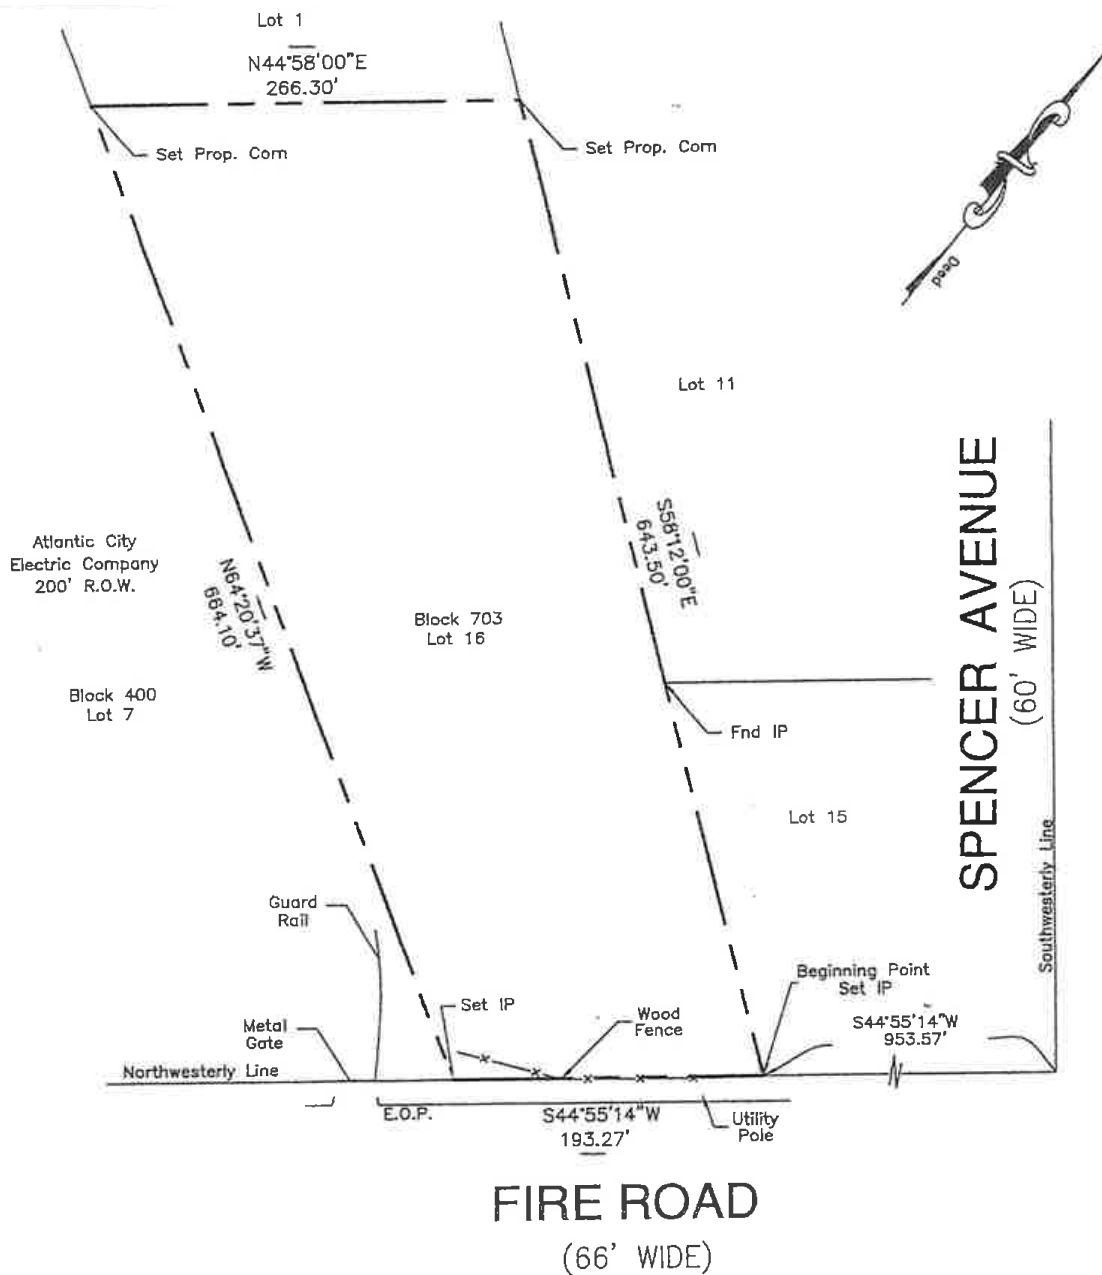 Lot 1
N44°58'00"E
266.30'
Set Prop. Corn
Set Prop. Corn
Deed
Lot 11
SPENCER AVENUE
(60' WIDE)
Southwesterly Line
S58°12'00"E
643.50'
Atlantic City
Electric Company
200' R.O.W.
N64°20'37"W
664.10'
Block 703
Lot 16
Block 400
Lot 7
Fnd IP
Lot 15
Guard
Rail
Set IP
Wood
Fence
Beginning Point
Set IP
S44°55'14"W
953.57'
Metal
Gate
Northwesterly Line
E.O.P.
S44°55'14"W
193.27'
Utility
Pole
FIRE ROAD
(66' WIDE)